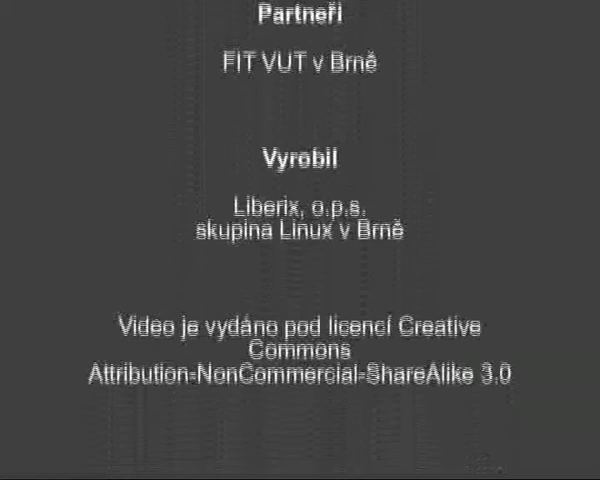 Partneři
FIT VUT v Brně
Vyrobil
Liberix, o.p.s.
skupina Linux v Brně
Video je vydáno pod licencí Creative
Commons
Attribution-NonCommercial-ShareAlike 3.0